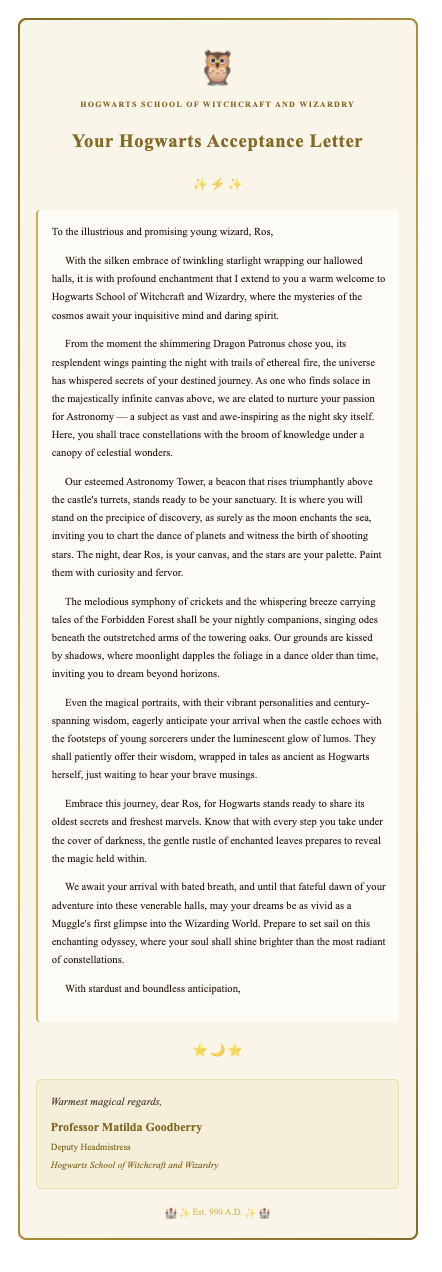 HOGWARTS SCHOOL OF WITCHCRAFT AND WIZARDRY
Your Hogwarts Acceptance Letter
To the illustrious and promising young wizard, Ros,
With the silken embrace of twinkling starlight wrapping our hallowed
halls, it is with profound enchantment that I extend to you a warm welcome to
Hogwarts School of Witchcraft and Wizardry, where the mysteries of the
cosmos await your inquisitive mind and daring spirit.
From the moment the shimmering Dragon Patronus chose you, its
resplendent wings painting the night with trails of ethereal fire, the universe
has whispered secrets of your destined journey. As one who finds solace in
the majestically infinite canvas above, we are elated to nurture your passion
for Astronomy — a subject as vast and awe-inspiring as the night sky itself.
Here, you shall trace constellations with the broom of knowledge under a
canopy of celestial wonders.
Our esteemed Astronomy Tower, a beacon that rises triumphantly above
the castle's turrets, stands ready to be your sanctuary. It is where you will
stand on the precipice of discovery, as surely as the moon enchants the sea,
inviting you to chart the dance of planets and witness the birth of shooting
stars. The night, dear Ros, is your canvas, and the stars are your palette. Paint
them with curiosity and fervor.
The melodious symphony of crickets and the whispering breeze carrying
tales of the Forbidden Forest shall be your nightly companions, singing odes
beneath the outstretched arms of the towering oaks. Our grounds are kissed
by shadows, where moonlight dapples the foliage in a dance older than time,
inviting you to dream beyond horizons.
Even the magical portraits, with their vibrant personalities and century-
spanning wisdom, eagerly anticipate your arrival when the castle echoes with
the footsteps of young sorcerers under the luminescent glow of lumos. They
shall patiently offer their wisdom, wrapped in tales as ancient as Hogwarts
herself, just waiting to hear your brave musings.
Embrace this journey, dear Ros, for Hogwarts stands ready to share its
oldest secrets and freshest marvels. Know that with every step you take under
the cover of darkness, the gentle rustle of enchanted leaves prepares to reveal
the magic held within.
We await your arrival with bated breath, and until that fateful dawn of your
adventure into these venerable halls, may your dreams be as vivid as a
Muggle's first glimpse into the Wizarding World. Prepare to set sail on this
enchanting odyssey, where your soul shall shine brighter than the most radiant
of constellations.
With stardust and boundless anticipation,
Warmest magical regards,
Professor Matilda Goodberry
Deputy Headmistress
Hogwarts School of Witchcraft and Wizardry
Est. 990 A.D.